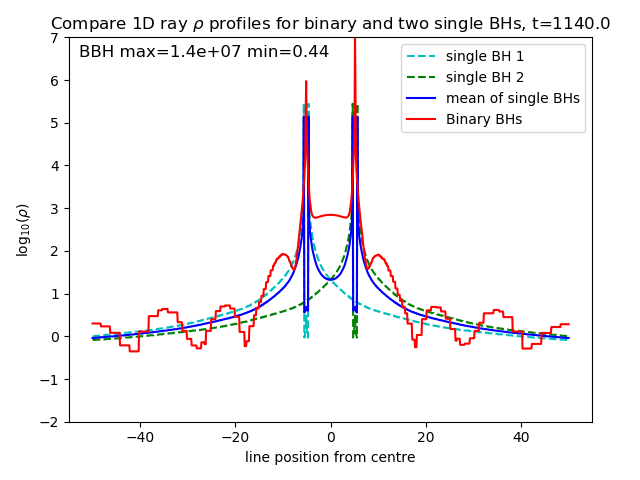 Compare 1D ray ρ profiles for binary and two single BHs, t=1140.0
BBH max=1.4e+07 min=0.44
single BH 1
single BH 2
mean of single BHs
Binary BHs
log₁₀(ρ)
7
6
5
4
3
2
1
0
−1
−2
−40
−20
0
20
40
line position from centre